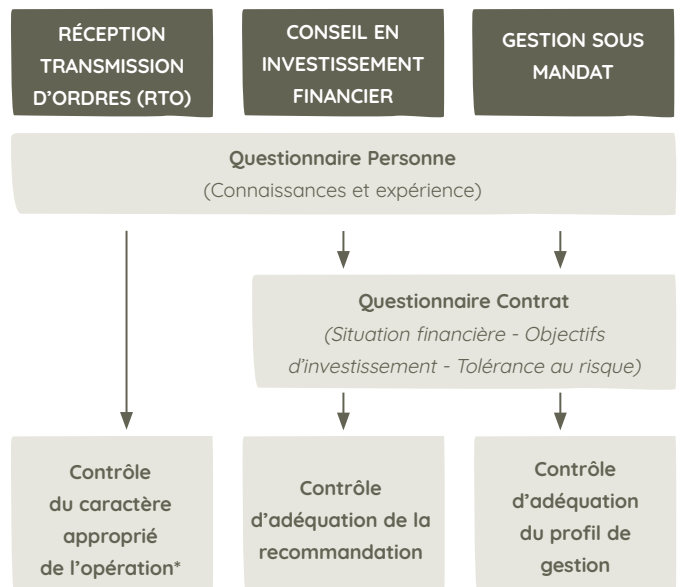 RÉCEPTION
TRANSMISSION
D'ORDRES (RTO)
CONSEIL EN
INVESTISSEMENT
FINANCIER
GESTION SOUS
MANDAT
Questionnaire Personne
(Connaissances et expérience)
Questionnaire Contrat
(Situation financière - Objectifs
d'investissement - Tolérance au risque)
Contrôle
du caractère
approprié
de l'opération*
Contrôle
d'adéquation de la
recommandation
Contrôle
d'adéquation
du profil de
gestion